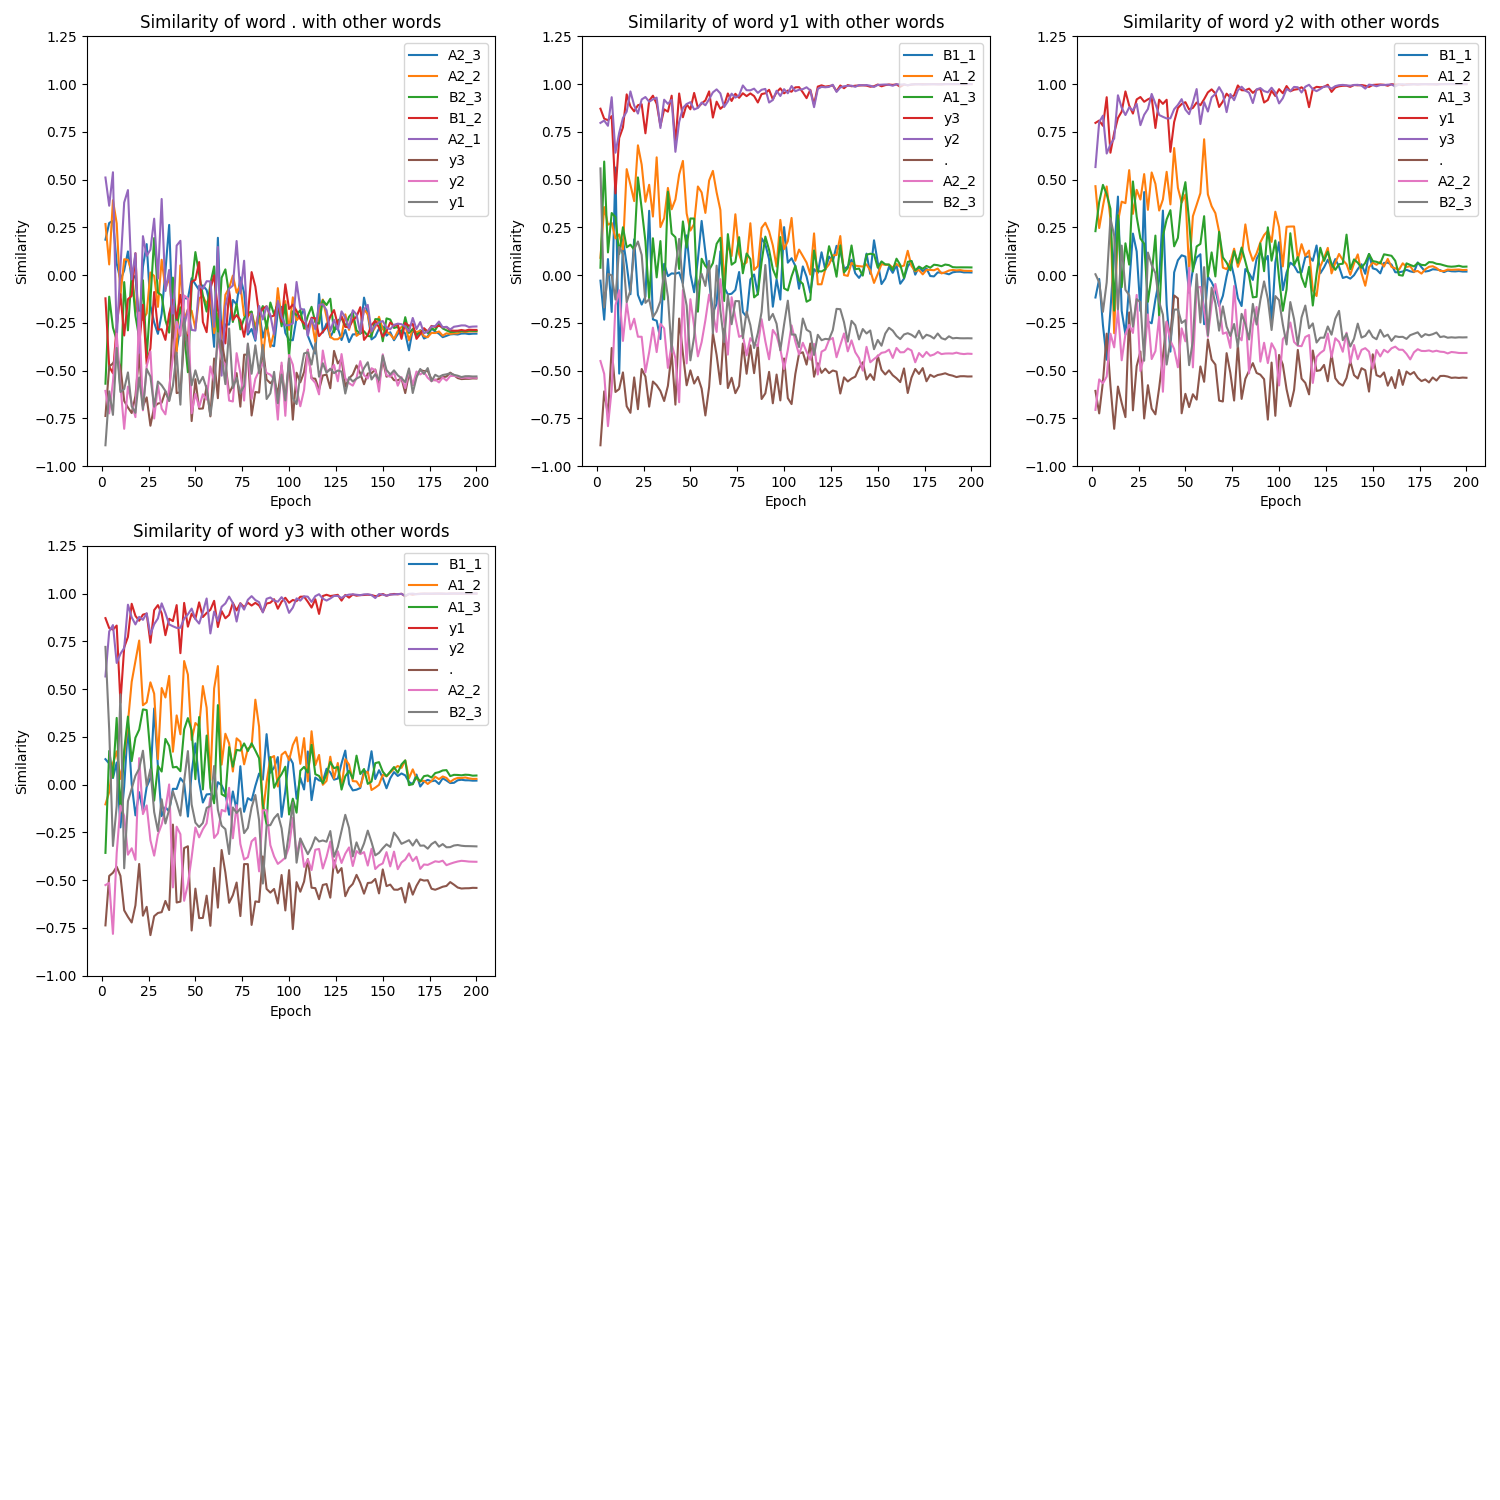 Similarity of word . with other words
1.25
1.00
0.75
0.50
0.25
0.00
−0.25
−0.50
−0.75
−1.00
Similarity
0 25 50 75 100 125 150 175 200
Epoch
A2_3
A2_2
B2_3
B1_2
A2_1
y3
y2
y1
Similarity of word y1 with other words
1.25
1.00
0.75
0.50
0.25
0.00
−0.25
−0.50
−0.75
−1.00
Similarity
0 25 50 75 100 125 150 175 200
Epoch
B1_1
A1_2
A1_3
y3
y2
.
A2_2
B2_3
Similarity of word y2 with other words
1.25
1.00
0.75
0.50
0.25
0.00
−0.25
−0.50
−0.75
−1.00
Similarity
0 25 50 75 100 125 150 175 200
Epoch
B1_1
A1_2
A1_3
y1
y3
.
A2_2
B2_3
Similarity of word y3 with other words
1.25
1.00
0.75
0.50
0.25
0.00
−0.25
−0.50
−0.75
−1.00
Similarity
0 25 50 75 100 125 150 175 200
Epoch
B1_1
A1_2
A1_3
y1
y2
.
A2_2
B2_3